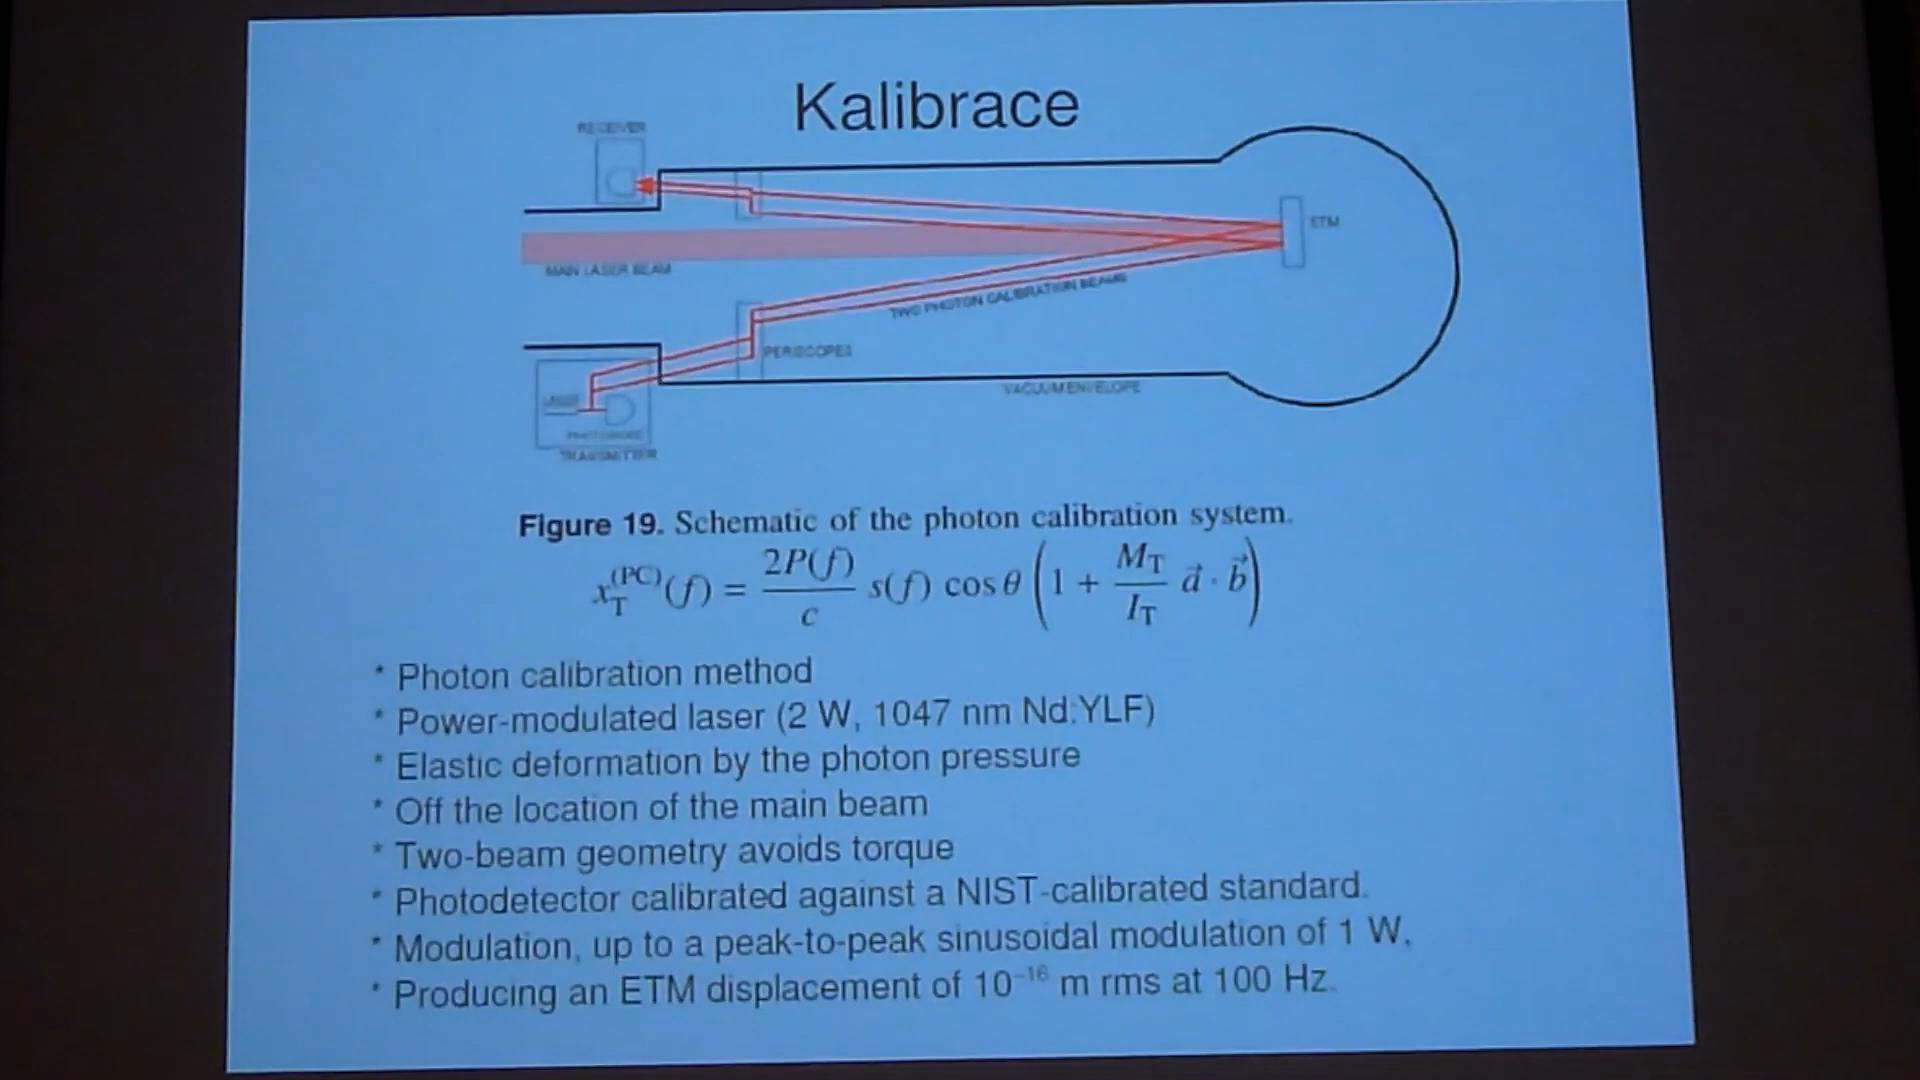 Kalibrace
RECEIVER
ETM
MAIN LASER BEAM
TWO PHOTON CALIBRATION BEAMS
PERISCOPES
VACUUM ENVELOPE
LASER
PHOTODIODE
TRANSMITTER
Figure 19. Schematic of the photon calibration system.
x_T^(PC)(f) = 2P(f)/c s(f) cos θ (1 + M_T/I_T a⃗ · b⃗)
* Photon calibration method
* Power-modulated laser (2 W, 1047 nm Nd:YLF)
* Elastic deformation by the photon pressure
* Off the location of the main beam
* Two-beam geometry avoids torque
* Photodetector calibrated against a NIST-calibrated standard.
* Modulation, up to a peak-to-peak sinusoidal modulation of 1 W,
* Producing an ETM displacement of 10⁻¹⁶ m rms at 100 Hz.